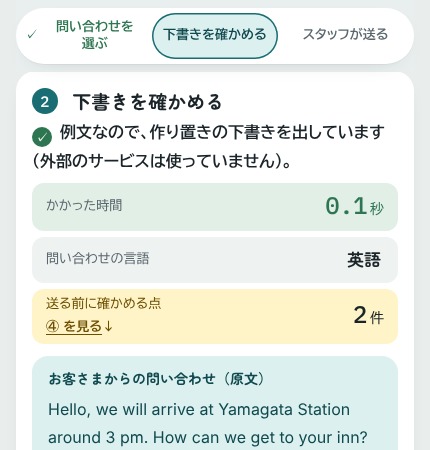 ✓ 問い合わせを
選ぶ
下書きを確かめる
スタッフが送る
2 下書きを確かめる
✓ 例文なので、作り置きの下書きを出しています
(外部のサービスは使っていません)。
かかった時間 0.1秒
問い合わせの言語 英語
送る前に確かめる点
④ を見る↓ 2件
お客さまからの問い合わせ（原文）
Hello, we will arrive at Yamagata Station
around 3 pm. How can we get to your inn?